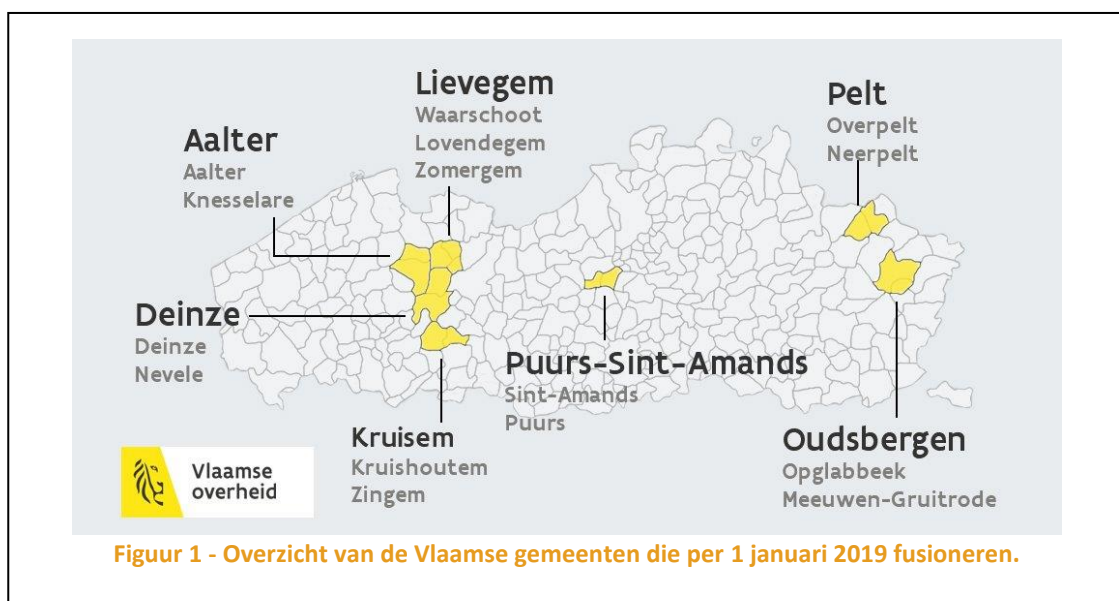 Lievegem
Waarschoot
Lovendegem
Zomergem
Pelt
Overpelt
Neerpelt
Aalter
Aalter
Knesselare
Deinze
Deinze
Nevele
Puurs-Sint-Amands
Sint-Amands
Puurs
Kruisem
Kruishoutem
Zingem
Oudsbergen
Opglabbeek
Meeuwen-Gruitrode
Vlaamse
overheid
Figuur 1 - Overzicht van de Vlaamse gemeenten die per 1 januari 2019 fusioneren.